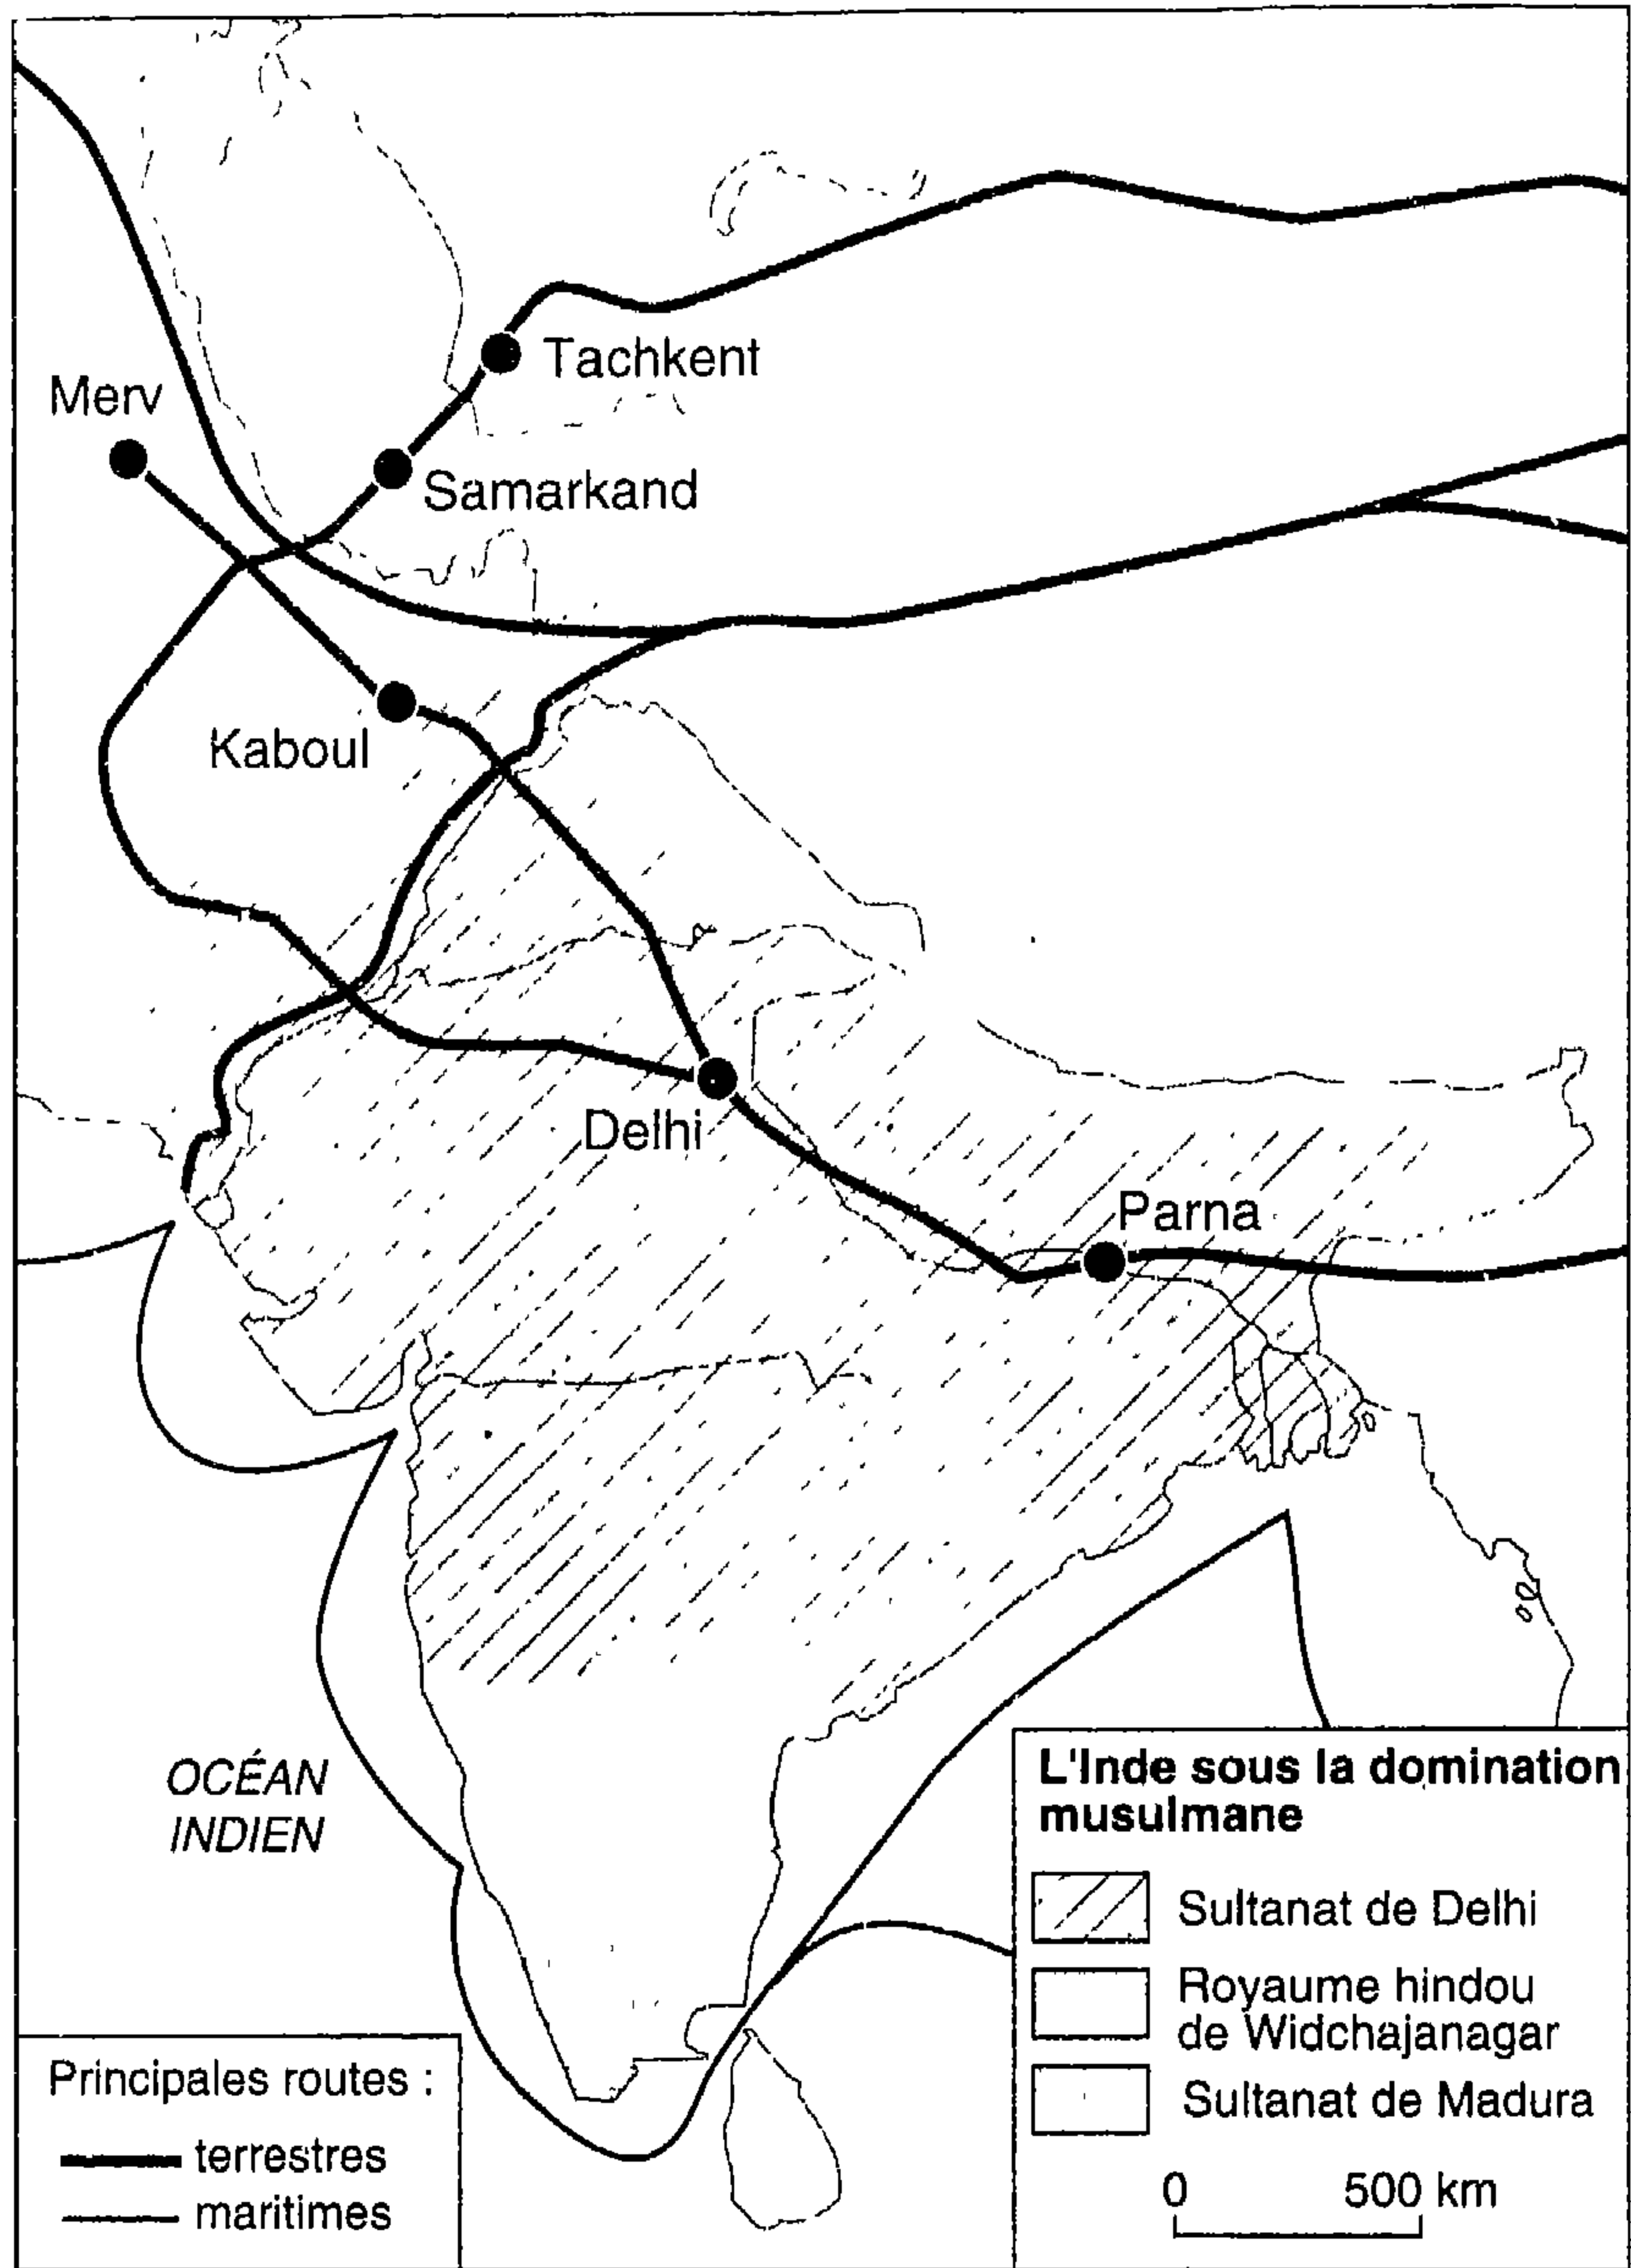 Tachkent
Merv
Samarkand
Kaboul
Delhi
Parna
OCÉAN
INDIEN
L'Inde sous la domination
musulmane
Sultanat de Delhi
Royaume hindou
de Widchajanagar
Sultanat de Madura
0 500 km
Principales routes :
terrestres
maritimes